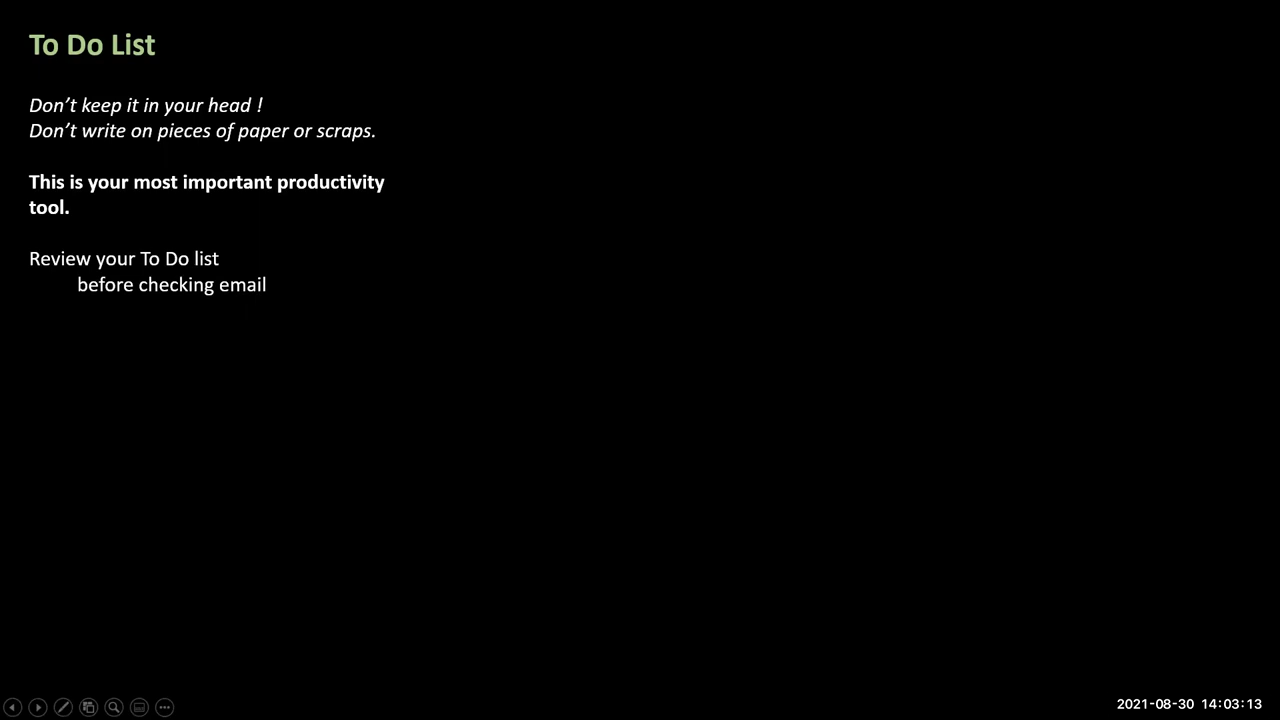 To Do List
Don’t keep it in your head !
Don’t write on pieces of paper or scraps.
This is your most important productivity
tool.
Review your To Do list
before checking email
2021-08-30 14:03:13